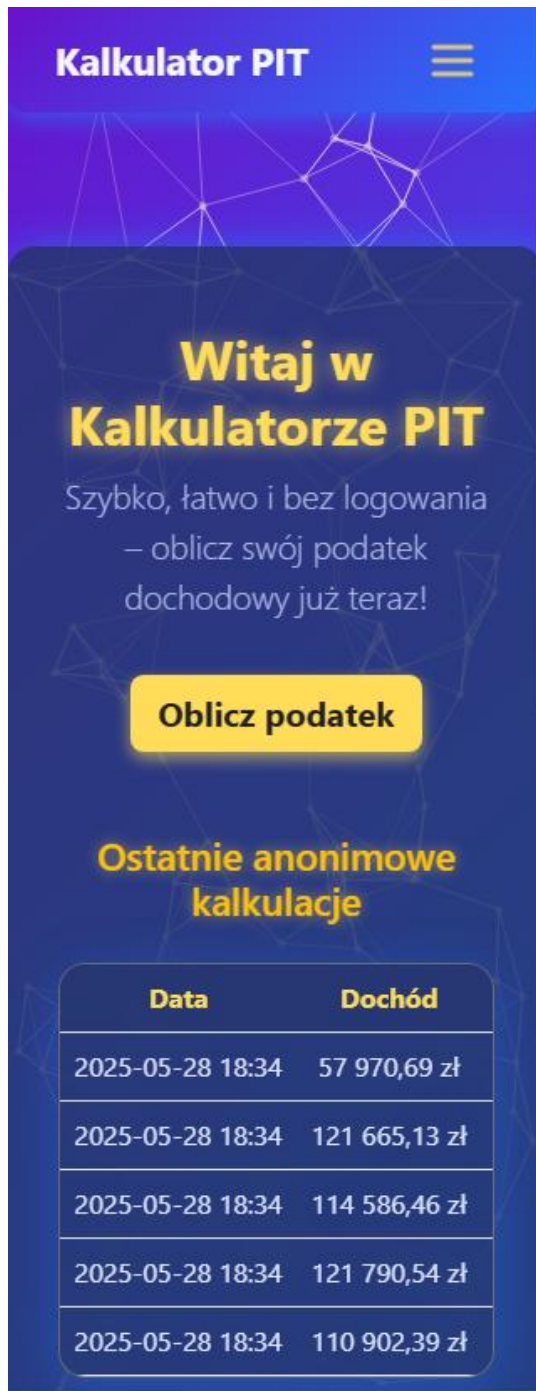 Kalkulator PIT
Witaj w
Kalkulatorze PIT
Szybko, łatwo i bez logowania
– oblicz swój podatek
dochodowy już teraz!
Oblicz podatek
Ostatnie anonimowe
kalkulacje
Data Dochód
2025-05-28 18:34 57 970,69 zł
2025-05-28 18:34 121 665,13 zł
2025-05-28 18:34 114 586,46 zł
2025-05-28 18:34 121 790,54 zł
2025-05-28 18:34 110 902,39 zł